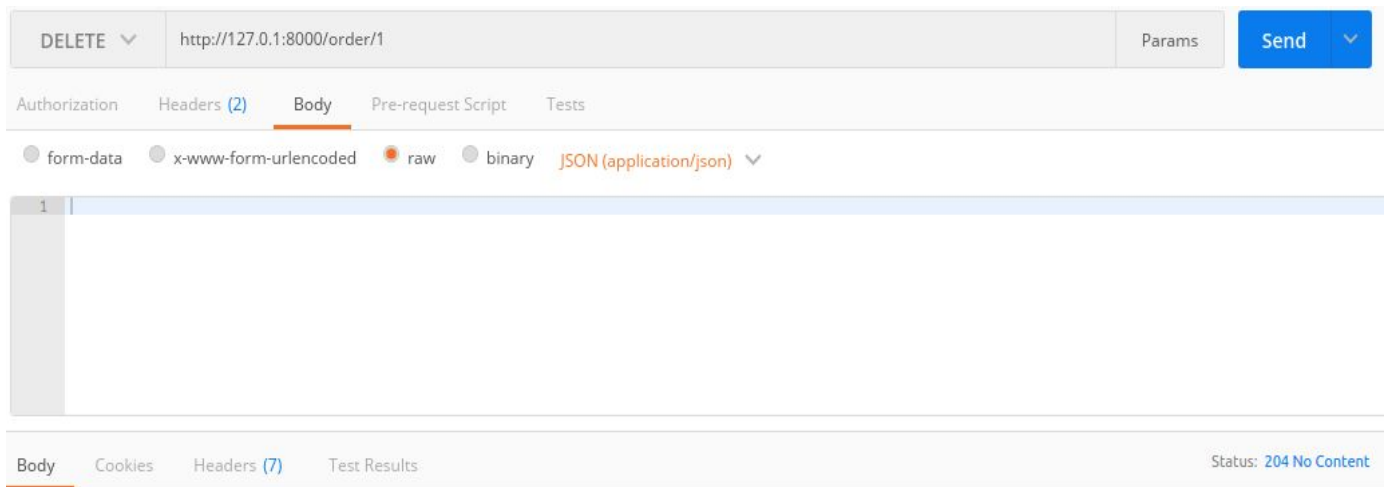 DELETE http://127.0.1:8000/order/1 Params Send
Authorization Headers (2) Body Pre-request Script Tests
form-data x-www-form-urlencoded raw binary JSON (application/json)
1
Body Cookies Headers (7) Test Results Status: 204 No Content